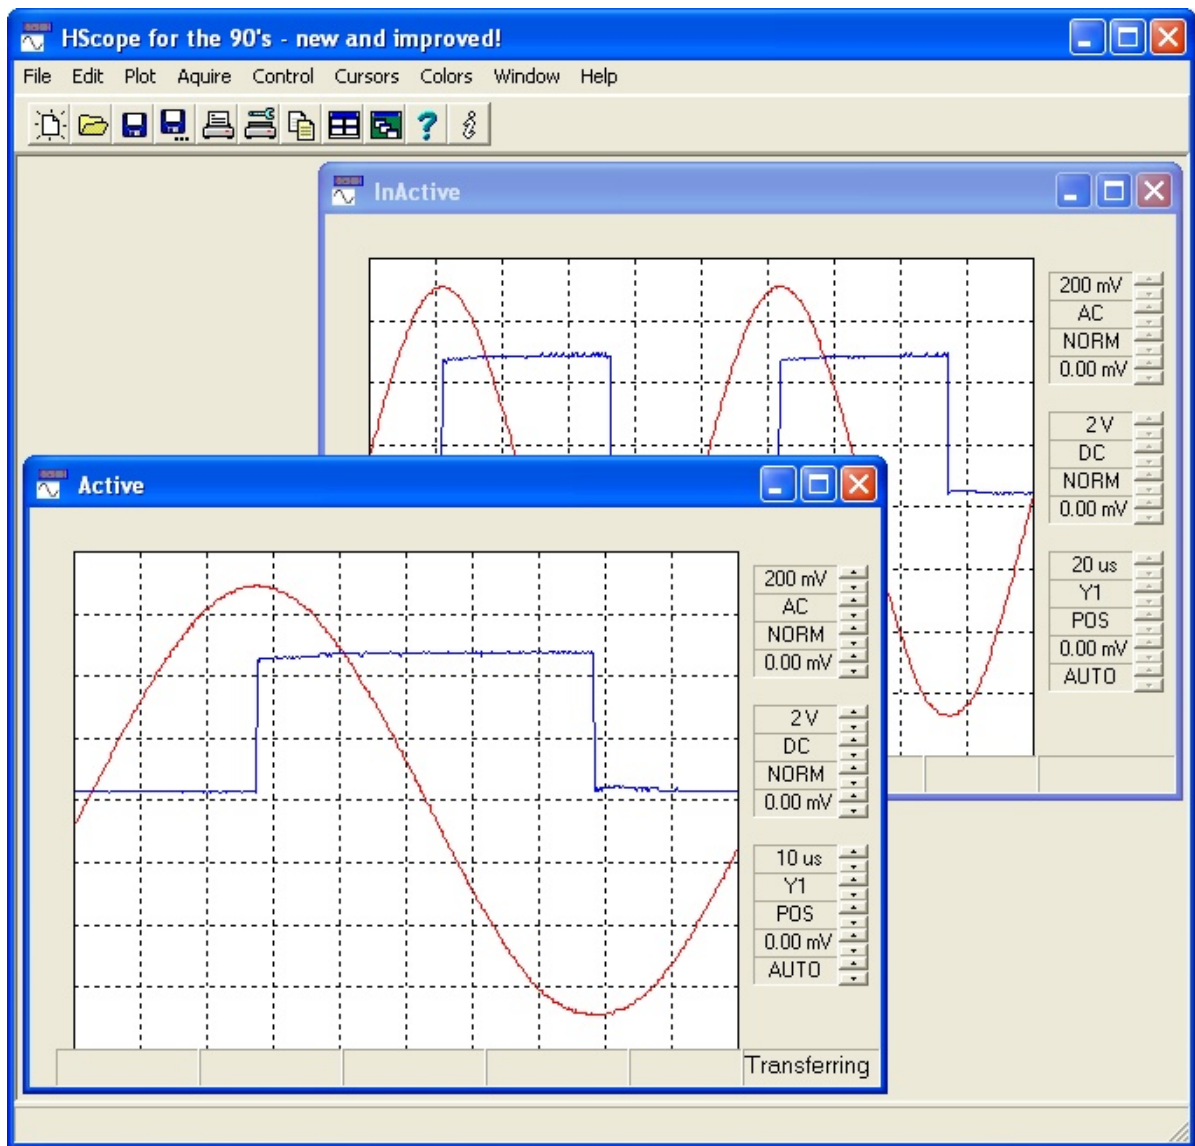 HScope for the 90's - new and improved!
File Edit Plot Aquire Control Cursors Colors Window Help
InActive
200 mV
AC
NORM
0.00 mV
2 V
DC
NORM
0.00 mV
20 us
Y1
POS
0.00 mV
AUTO
Active
200 mV
AC
NORM
0.00 mV
2 V
DC
NORM
0.00 mV
10 us
Y1
POS
0.00 mV
AUTO
Transferring